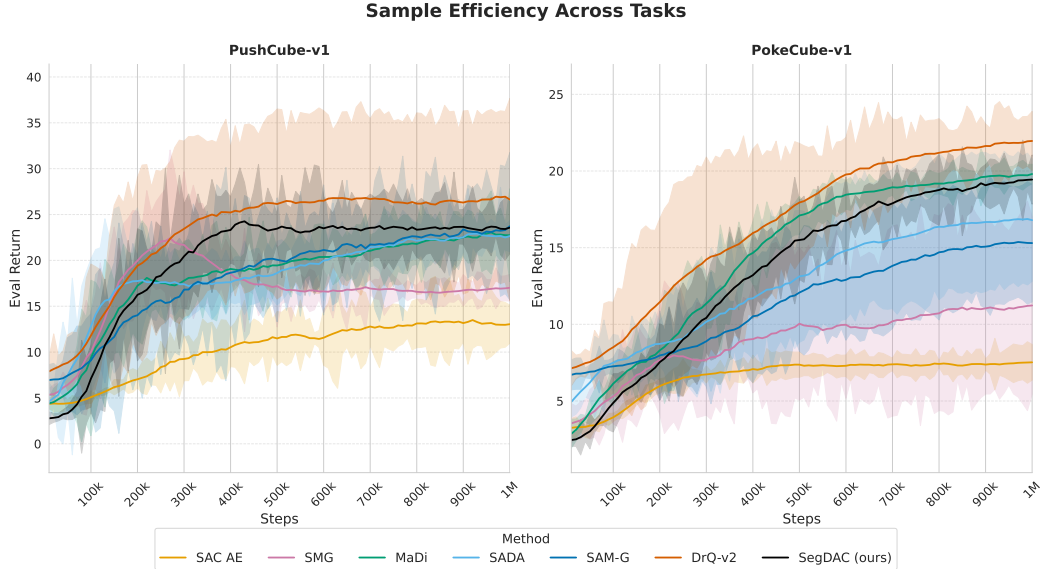 Sample Efficiency Across Tasks
PushCube-v1
Eval Return
40
35
30
25
20
15
10
5
0
100k 200k 300k 400k 500k 600k 700k 800k 900k 1M
Steps
PokeCube-v1
Eval Return
25
20
15
10
5
100k 200k 300k 400k 500k 600k 700k 800k 900k 1M
Steps
Method
SAC AE SMG MaDi SADA SAM-G DrQ-v2 SegDAC (ours)